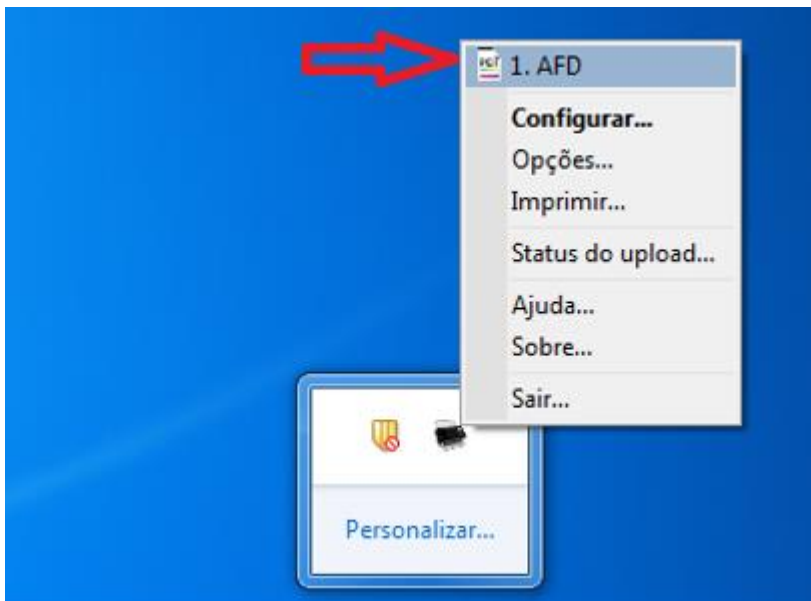 1. AFD
Configurar...
Opções...
Imprimir...
Status do upload...
Ajuda...
Sobre...
Sair...
Personalizar...